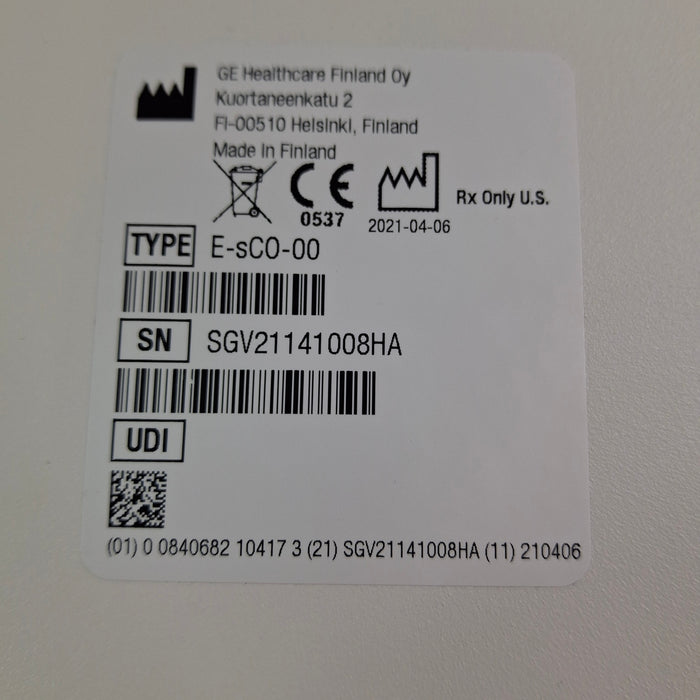 GE Healthcare Finland Oy
Kuortaneenkatu 2
FI-00510 Helsinki, Finland
Made in Finland
CE
0537
2021-04-06
Rx Only U.S.
TYPE E-sCO-00
SN SGV21141008HA
UDI
(01) 0 0840682 10417 3 (21) SGV21141008HA (11) 210406